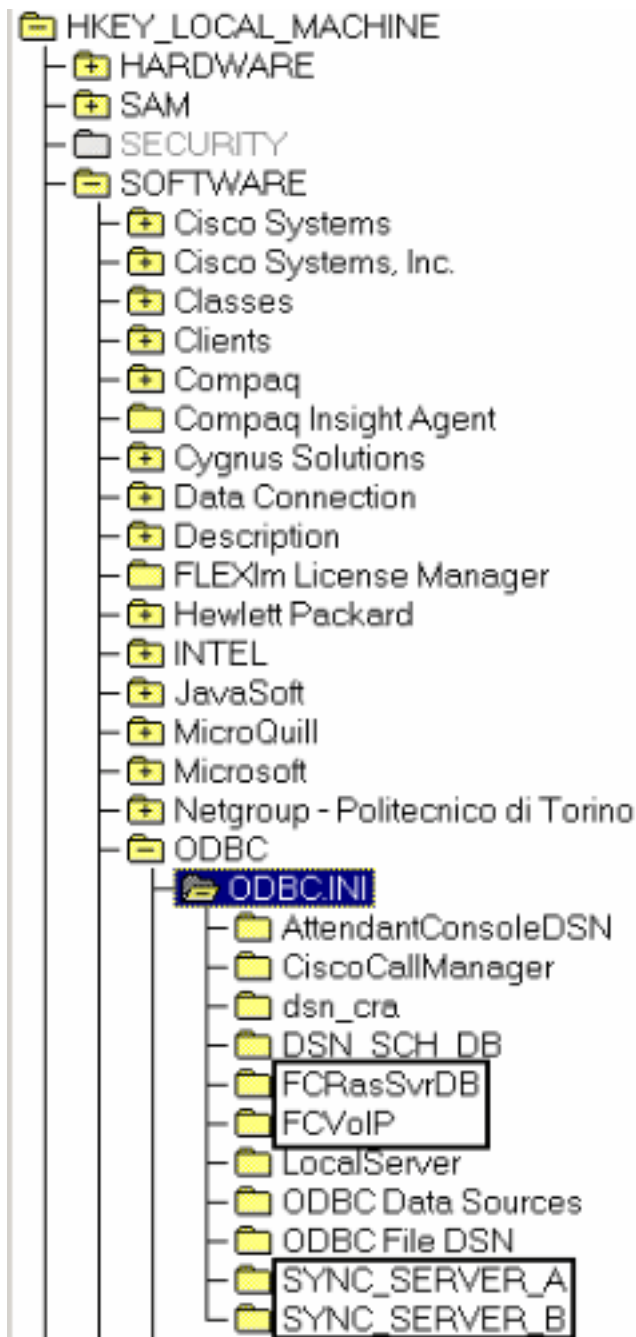 HKEY_LOCAL_MACHINE
HARDWARE
SAM
SECURITY
SOFTWARE
Cisco Systems
Cisco Systems, Inc.
Classes
Clients
Compaq
Compaq Insight Agent
Cygnus Solutions
Data Connection
Description
FLEXlm License Manager
Hewlett Packard
INTEL
JavaSoft
MicroQuill
Microsoft
Netgroup - Politecnico di Torino
ODBC
ODBC.INI
AttendantConsoleDSN
CiscoCallManager
dsn_cra
DSN_SCH_DB
FCRasSvrDB
FCVoIP
LocalServer
ODBC Data Sources
ODBC File DSN
SYNC_SERVER_A
SYNC_SERVER_B